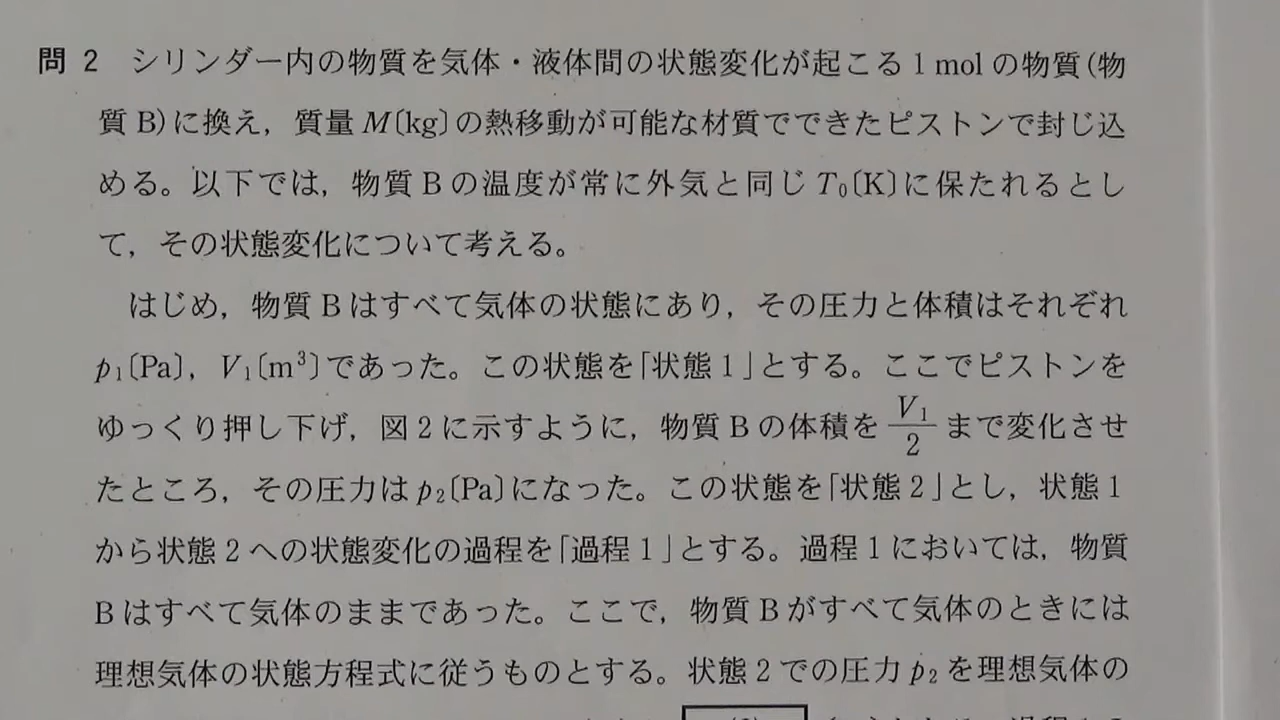 問 2 シリンダー内の物質を気体・液体間の状態変化が起こる 1 mol の物質(物
質 B)に換え，質量 M〔kg〕の熱移動が可能な材質でできたピストンで封じ込
める。以下では，物質 B の温度が常に外気と同じ T₀〔K〕に保たれるとし
て，その状態変化について考える。
はじめ，物質 B はすべて気体の状態にあり，その圧力と体積はそれぞれ
p₁〔Pa〕，V₁〔m³〕であった。この状態を「状態 1」とする。ここでピストンを
ゆっくり押し下げ，図 2 に示すように，物質 B の体積を V₁/2 まで変化させ
たところ，その圧力は p₂〔Pa〕になった。この状態を「状態 2」とし，状態 1
から状態 2 への状態変化の過程を「過程 1」とする。過程 1 においては，物質
B はすべて気体のままであった。ここで，物質 B がすべて気体のときには
理想気体の状態方程式に従うものとする。状態 2 での圧力 p₂ を理想気体の